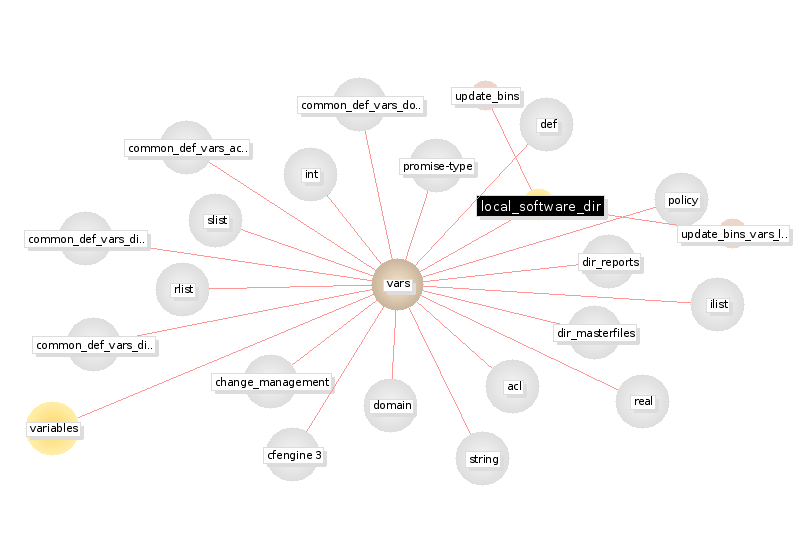 update_bins
common_def_vars_do..
def
common_def_vars_ac..
promise-type
int
policy
local_software_dir
slist
update_bins_vars_l..
common_def_vars_di..
dir_reports
vars
rlist
ilist
dir_masterfiles
common_def_vars_di..
change_management
acl
real
domain
variables
cfengine 3
string